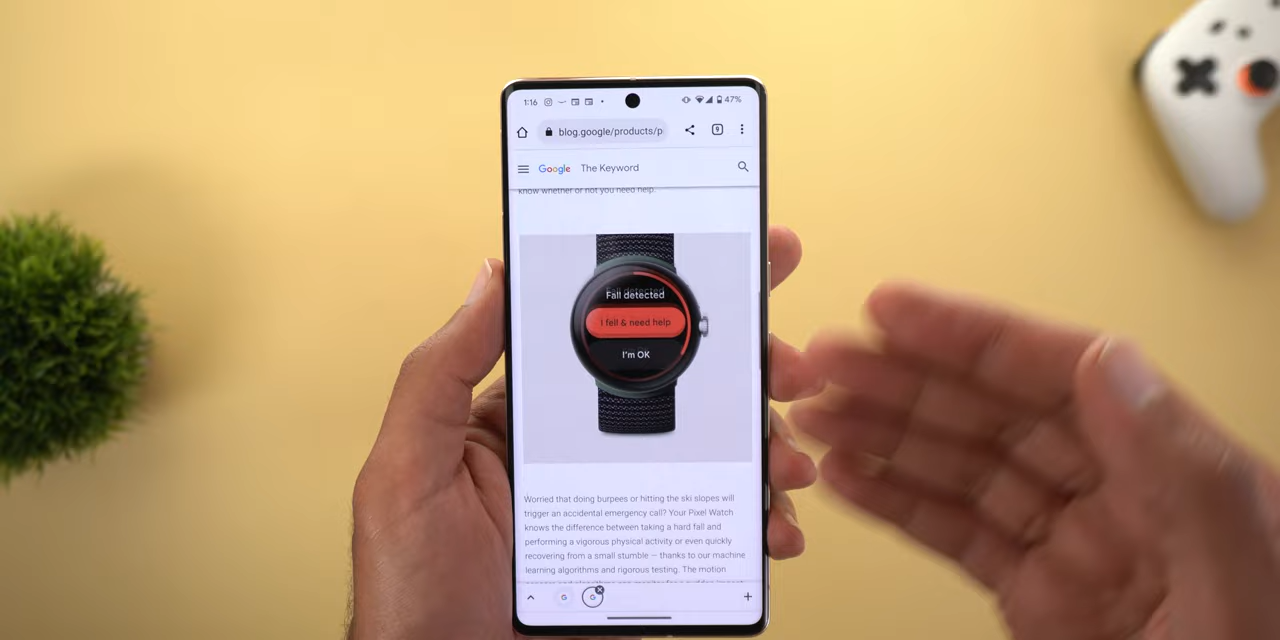 1:16
47%
blog.google/products/p
9
Google The Keyword
know whether or not you need help.
Fall detected
I fell & need help
I'm OK
Worried that doing burpees or hitting the ski slopes will
trigger an accidental emergency call? Your Pixel Watch
knows the difference between taking a hard fall and
performing a vigorous physical activity or even quickly
recovering from a small stumble — thanks to our machine
learning algorithms and rigorous testing. The motion
G G